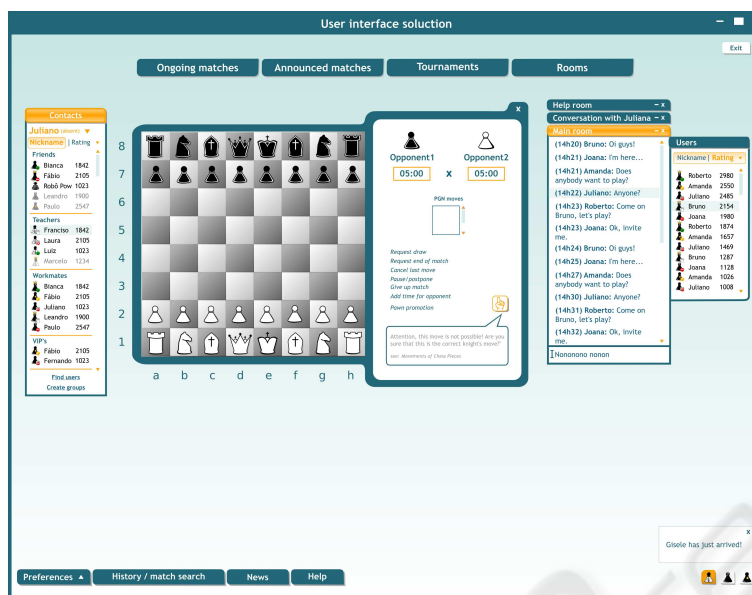 User interface soluction
Exit
Ongoing matches
Announced matches
Tournaments
Rooms
Contacts
Juliano (absent)
Nickname | Rating
Friends
Bianca 1842
Fábio 2105
Robô Pow 1023
Leandro 1900
Paulo 2547
Teachers
Franciso 1842
Laura 2105
Luiz 1023
Marcelo 1234
Workmates
Bianca 1842
Fábio 2105
Juliano 1023
Leandro 1900
Paulo 2547
VIP's
Fábio 2105
Fernando 1023
Find users
Create groups
8
7
6
5
4
3
2
1
a b c d e f g h
x
Opponent1 Opponent2
05:00 x 05:00
PGN moves
Request draw
Request end of match
Cancel last move
Pause/postpone
Give up match
Add time for opponent
Pawn promotion
Attention, this move is not possible! Are you
sure that this is the correct knight's move?"
see: Movements of Chess Pieces
Help room – x
Conversation with Juliana – x
Main room – x
(14h20) Bruno: Oi guys!
(14h21) Joana: I'm here...
(14h21) Amanda: Does
anybody want to play?
(14h22) Juliano: Anyone?
(14h23) Roberto: Come on
Bruno, let's play?
(14h23) Joana: Ok, invite
me.
(14h24) Bruno: Oi guys!
(14h25) Joana: I'm here...
(14h27) Amanda: Does
anybody want to play?
(14h30) Juliano: Anyone?
(14h31) Roberto: Come on
Bruno, let's play?
(14h32) Joana: Ok, invite
me.
Nononono nonon
Users
Nickname | Rating
Roberto 2980
Amanda 2550
Juliano 2485
Bruno 2154
Joana 1980
Roberto 1874
Amanda 1657
Juliano 1469
Bruno 1287
Joana 1128
Amanda 1026
Juliano 1008
x
Gisele has just arrived!
Preferences
History / match search
News
Help